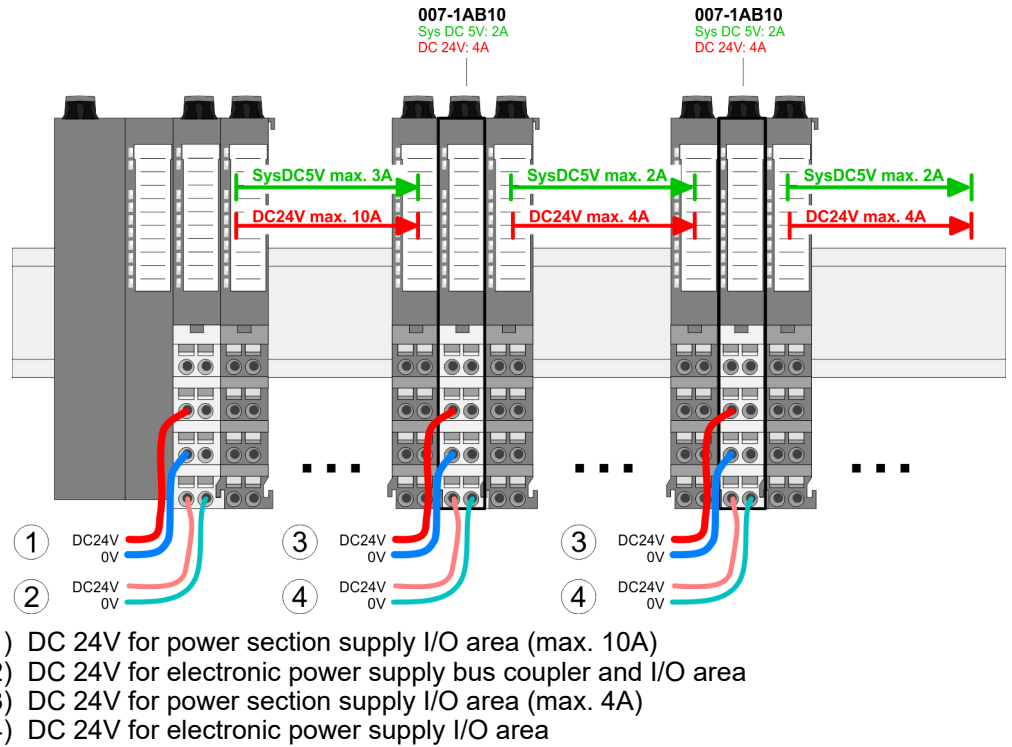 007-1AB10
Sys DC 5V: 2A
DC 24V: 4A
007-1AB10
Sys DC 5V: 2A
DC 24V: 4A
SysDC5V max. 3A
SysDC5V max. 2A
SysDC5V max. 2A
DC24V max. 10A
DC24V max. 4A
DC24V max. 4A
1
DC24V
0V
3
DC24V
0V
3
DC24V
0V
2
DC24V
0V
4
DC24V
0V
4
DC24V
0V
) DC 24V for power section supply I/O area (max. 10A)
) DC 24V for electronic power supply bus coupler and I/O area
) DC 24V for power section supply I/O area (max. 4A)
) DC 24V for electronic power supply I/O area